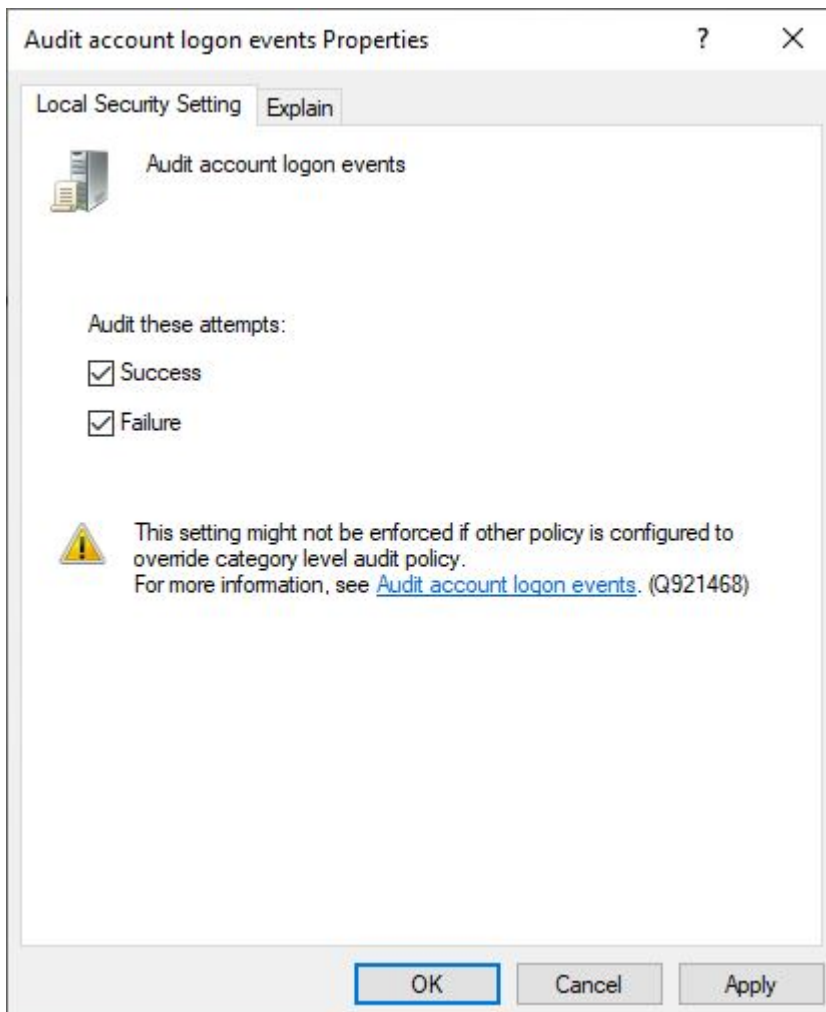 Audit account logon events Properties
?
Local Security Setting
Explain
Audit account logon events
Audit these attempts:
Success
Failure
This setting might not be enforced if other policy is configured to
override category level audit policy.
For more information, see Audit account logon events. (Q921468)
OK
Cancel
Apply